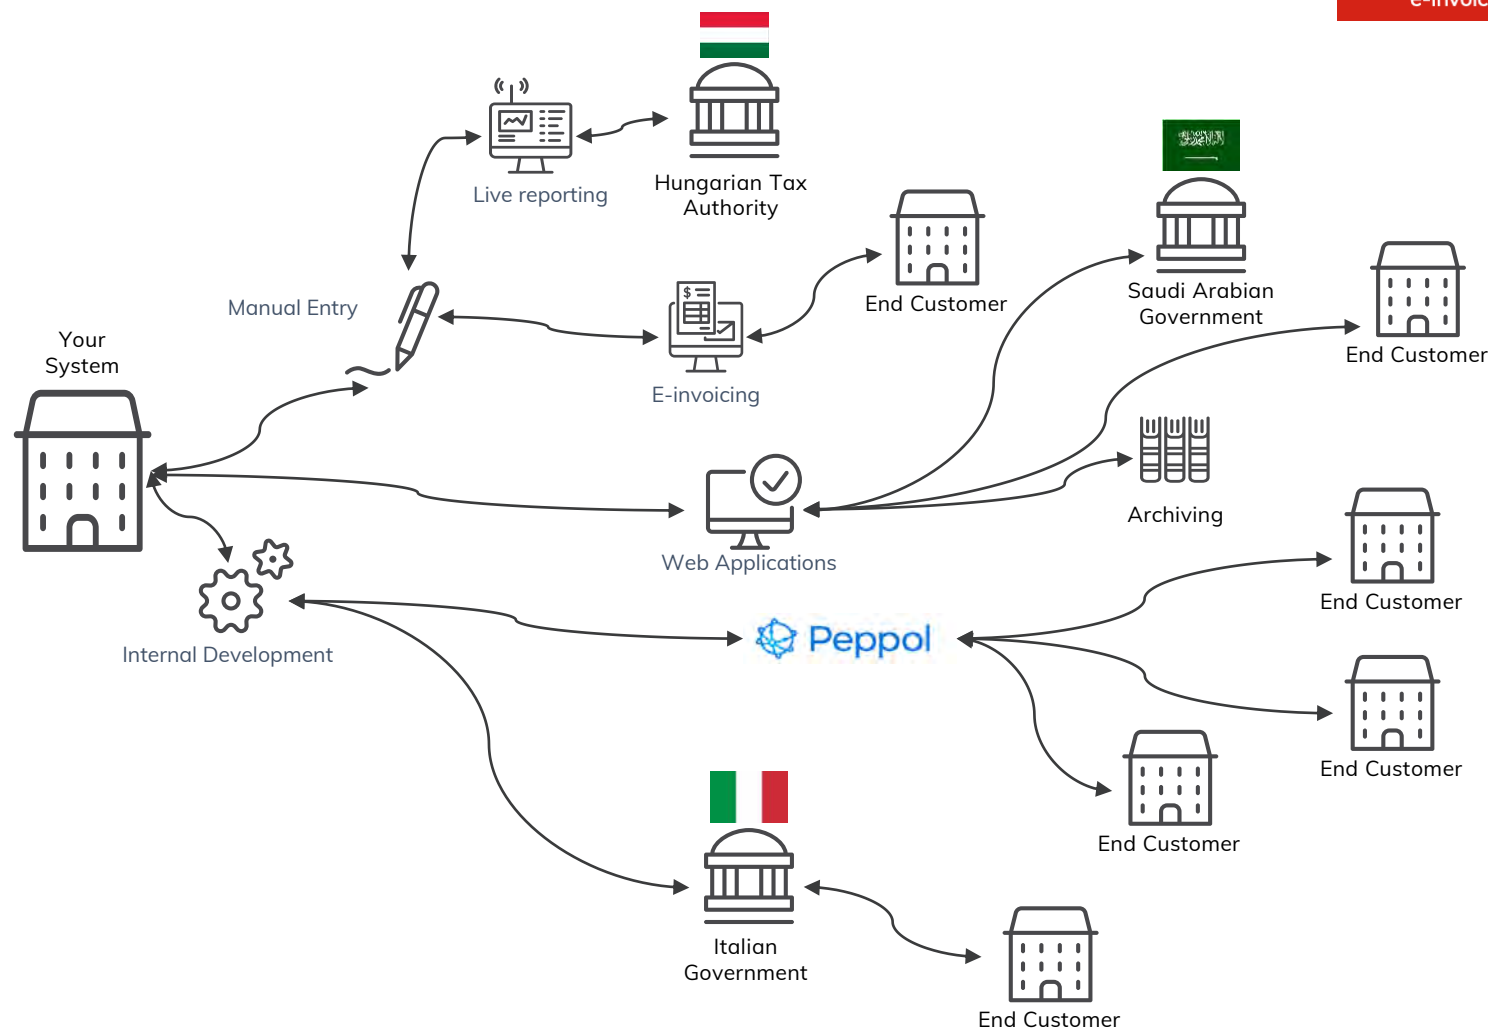 e-invoic
Live reporting
Hungarian Tax
Authority
Manual Entry
End Customer
Saudi Arabian
Government
Your
System
End Customer
E-invoicing
Archiving
Web Applications
End Customer
Internal Development
Peppol
End Customer
End Customer
Italian
Government
End Customer